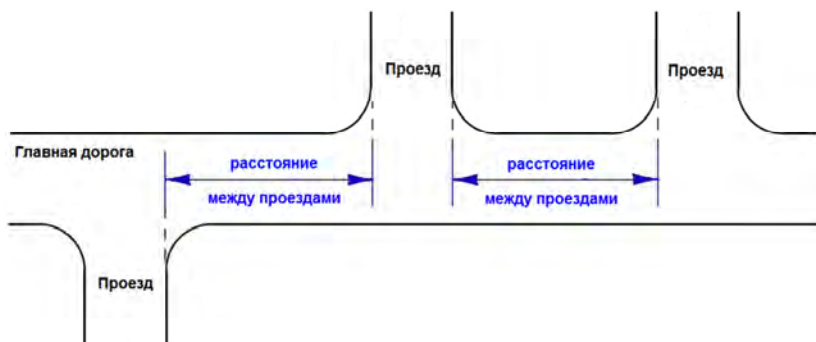 Проезд
Проезд
Главная дорога
расстояние
между проездами
расстояние
между проездами
Проезд